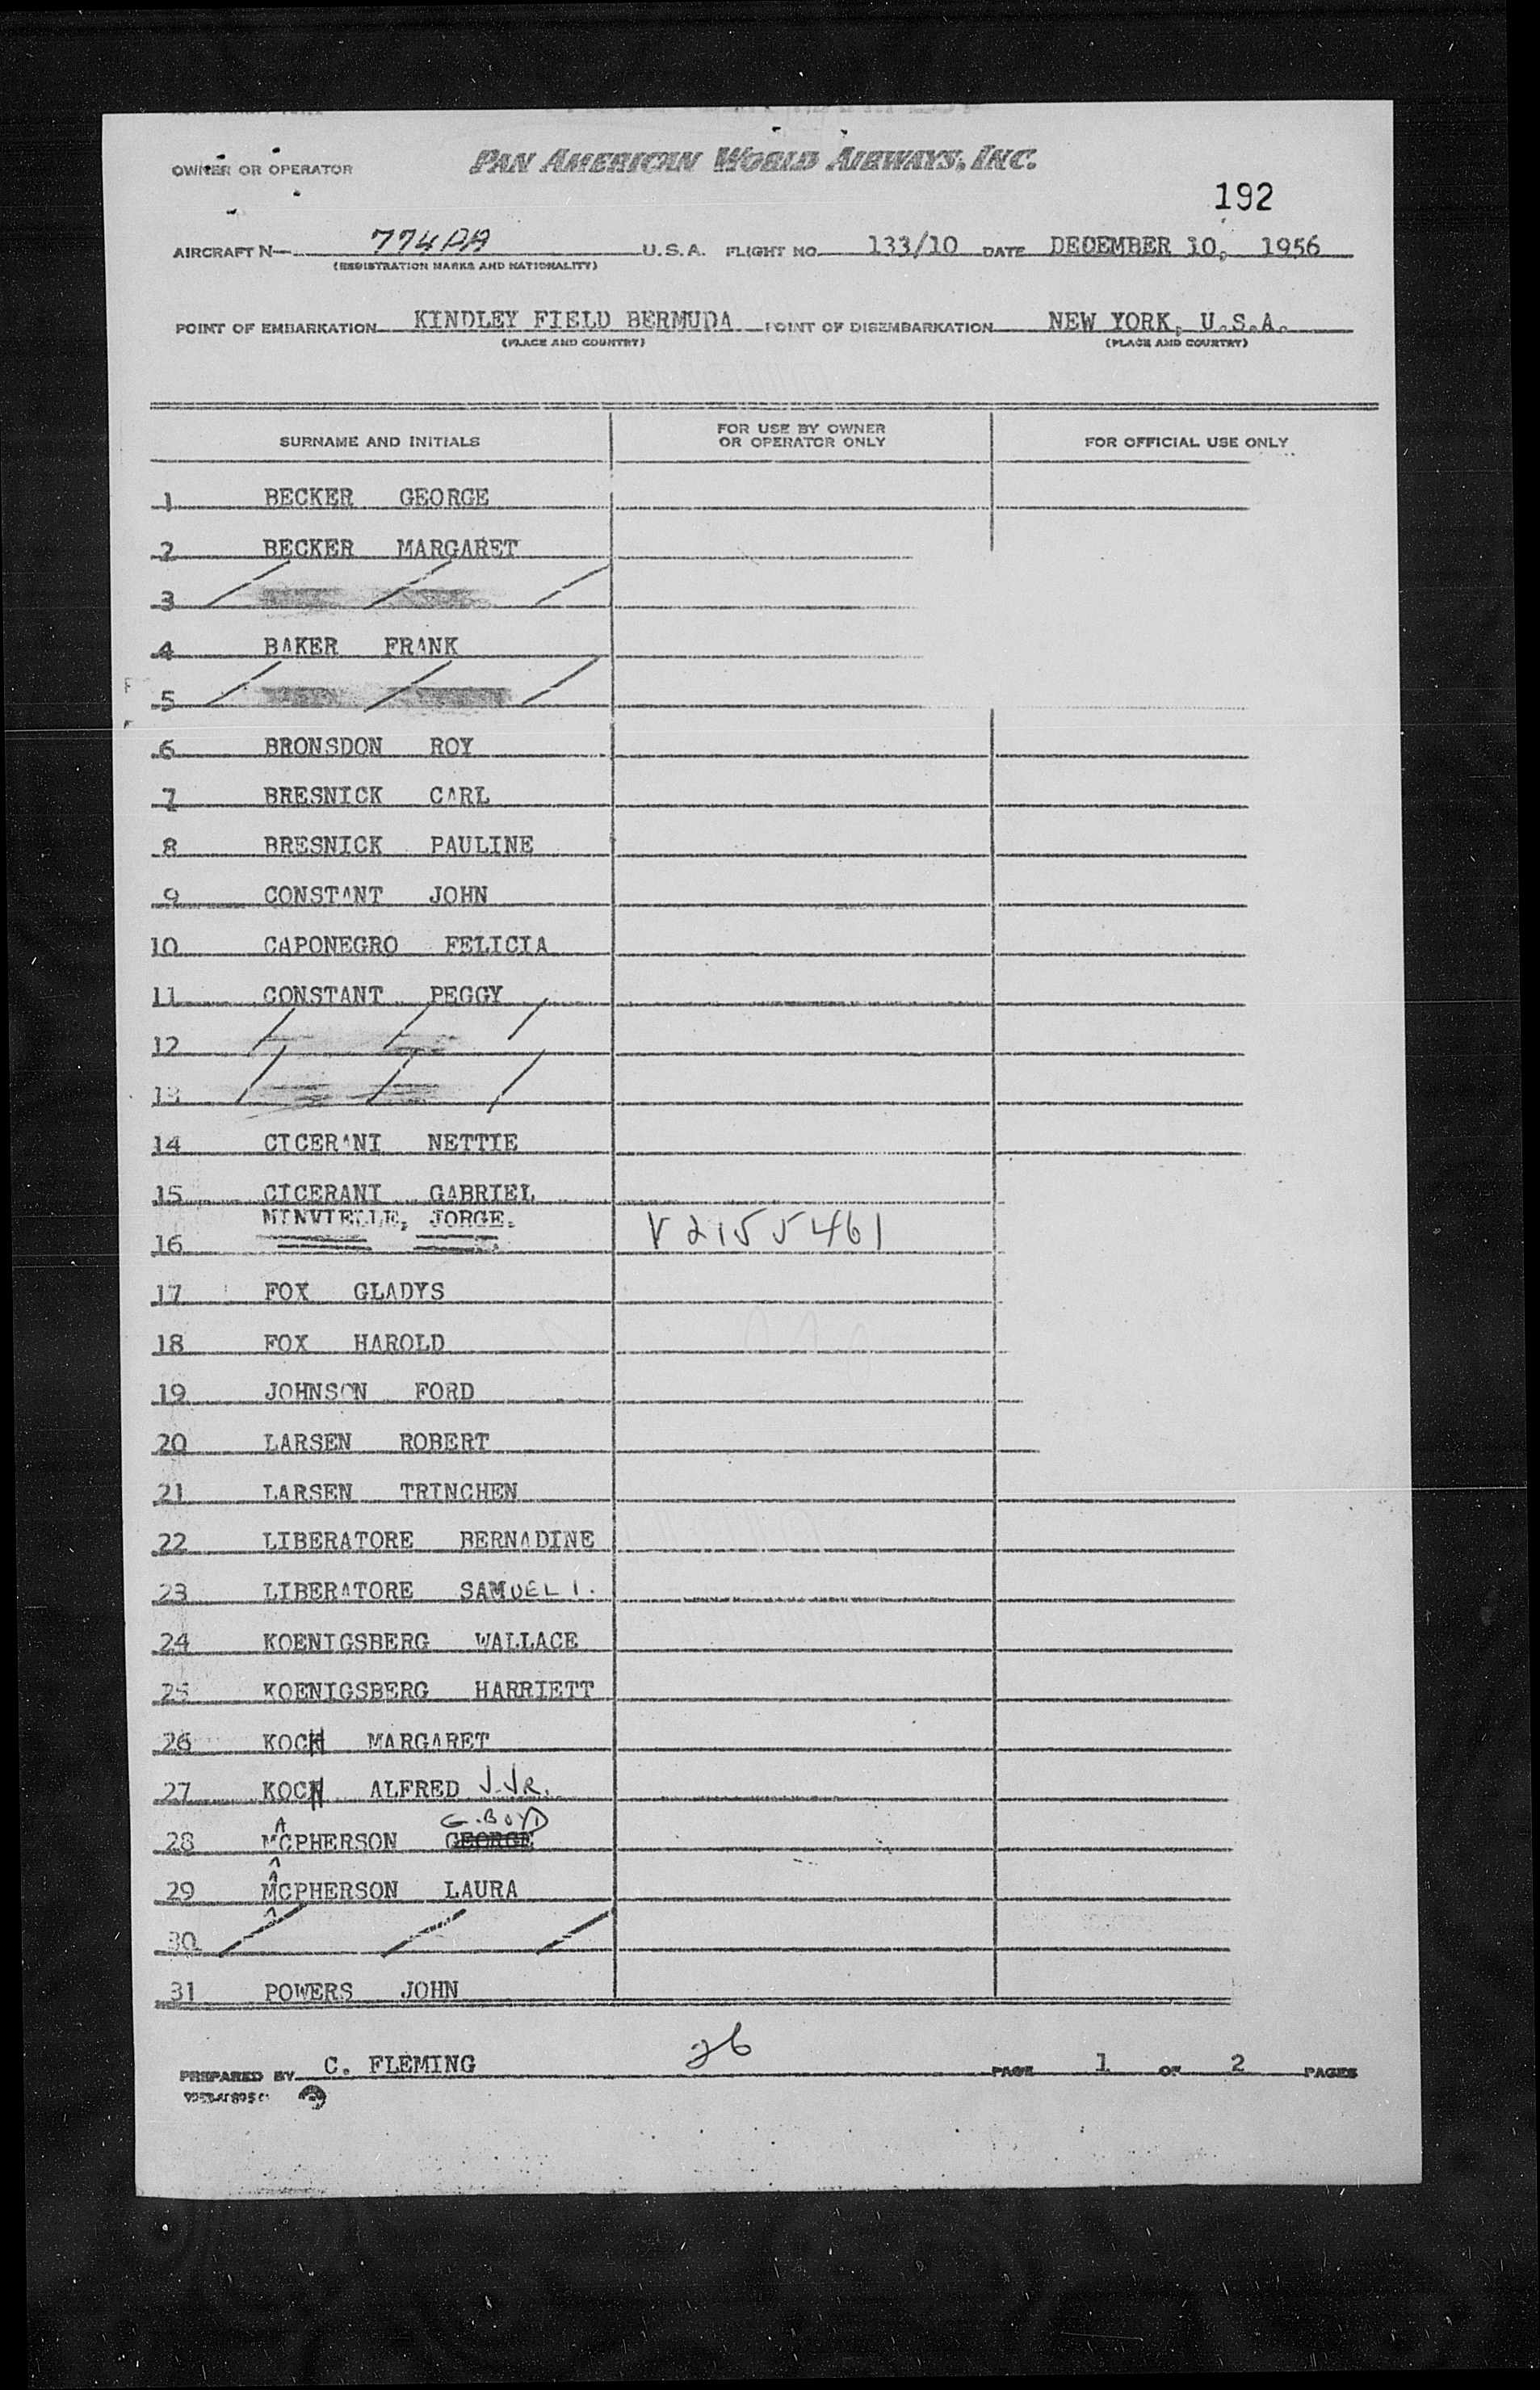 OWNER OR OPERATOR PAN AMERICAN WORLD AIRWAYS, INC.
192
AIRCRAFT N— 774PA U.S.A. FLIGHT NO. 133/10 DATE DECEMBER 10, 1956
(REGISTRATION MARKS AND NATIONALITY)
POINT OF EMBARKATION KINDLEY FIELD BERMUDA POINT OF DISEMBARKATION NEW YORK, U.S.A.
(PLACE AND COUNTRY) (PLACE AND COUNTRY)
SURNAME AND INITIALS FOR USE BY OWNER OR OPERATOR ONLY FOR OFFICIAL USE ONLY
1 BECKER GEORGE
2 BECKER MARGARET
3
4 BAKER FRANK
5
6 BRONSDON ROY
7 BRESNICK CARL
8 BRESNICK PAULINE
9 CONSTANT JOHN
10 CAPONEGRO FELICIA
11 CONSTANT PEGGY
12
13
14 CICERANI NETTIE
15 CICERANI GABRIEL
MINVIELLE, JORGE.
16 V2155461
17 FOX GLADYS
18 FOX HAROLD
19 JOHNSON FORD
20 LARSEN ROBERT
21 LARSEN TRINCHEN
22 LIBERATORE BERNADINE
23 LIBERATORE SAMUEL I.
24 KOENIGSBERG WALLACE
25 KOENIGSBERG HARRIETT
26 KOCH MARGARET
27 KOCH ALFRED J. JR.
G. BOYD
28 MACPHERSON GEORGE
29 MACPHERSON LAURA
30
31 POWERS JOHN
PREPARED BY C. FLEMING 26 PAGE 1 OF 2 PAGES